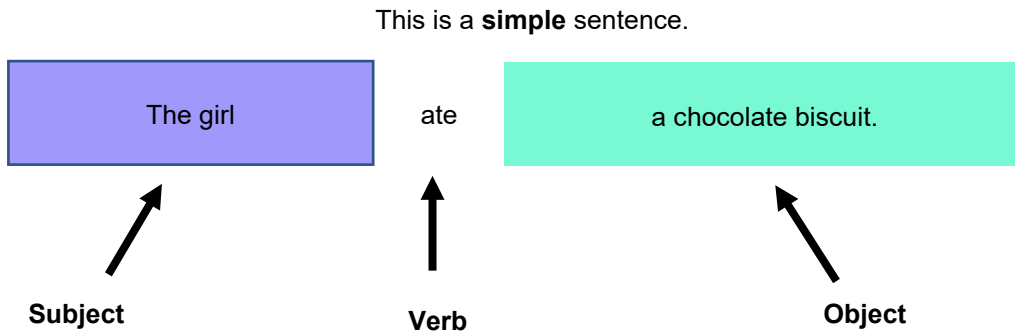 This is a simple sentence.
The girl ate a chocolate biscuit.
Subject Verb Object